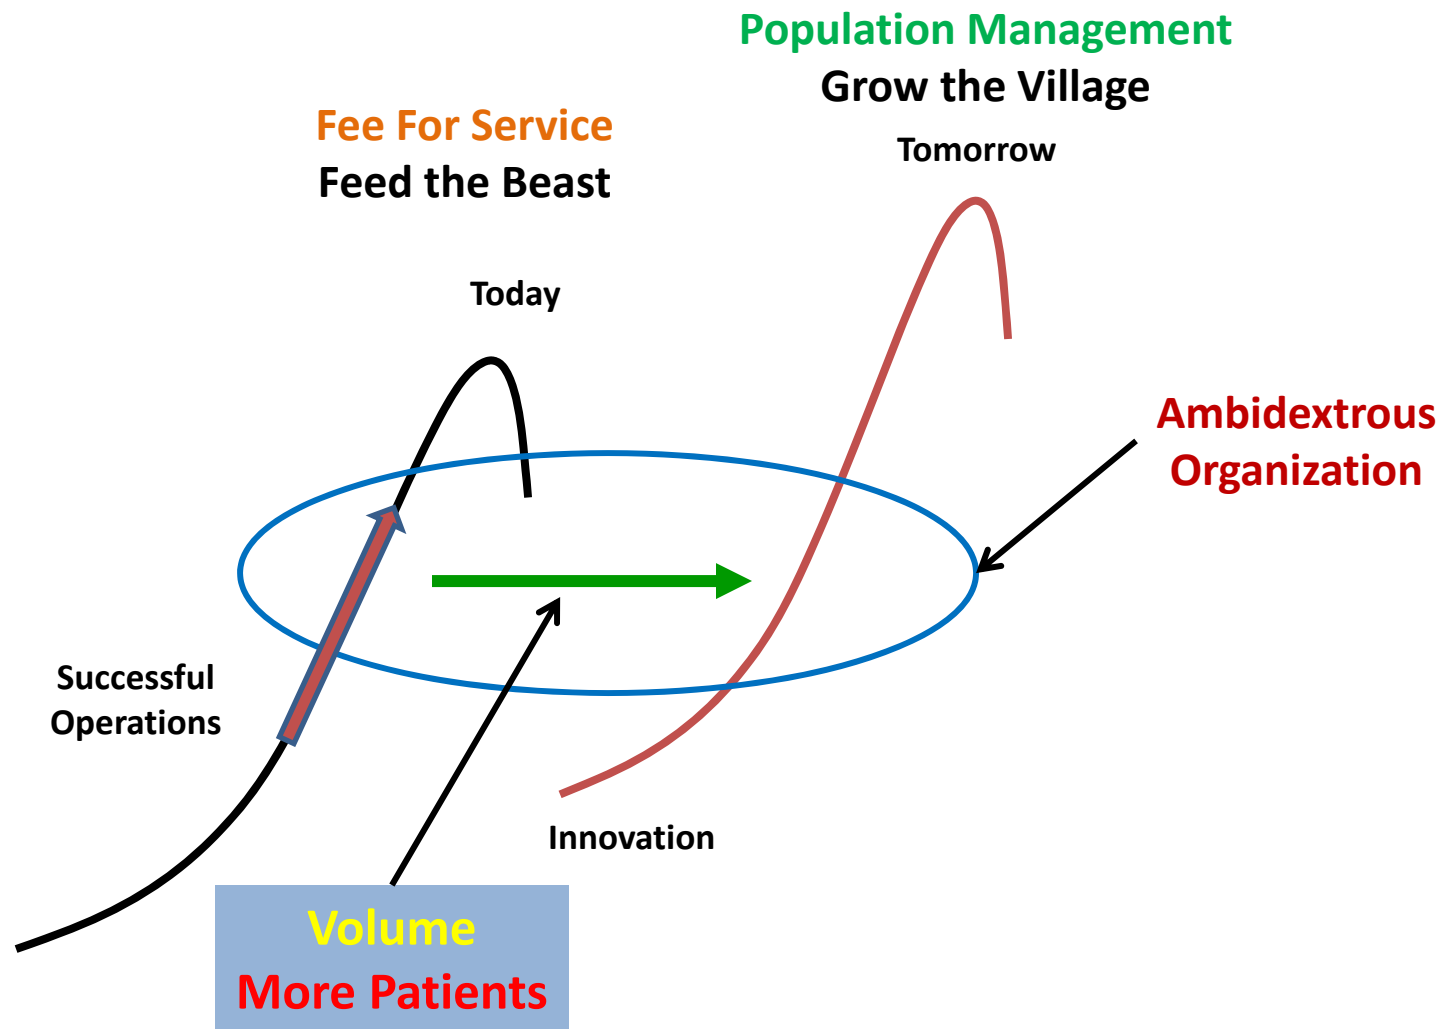 Population Management
Grow the Village
Tomorrow
Fee For Service
Feed the Beast
Today
Ambidextrous
Organization
Successful
Operations
Innovation
Volume
More Patients